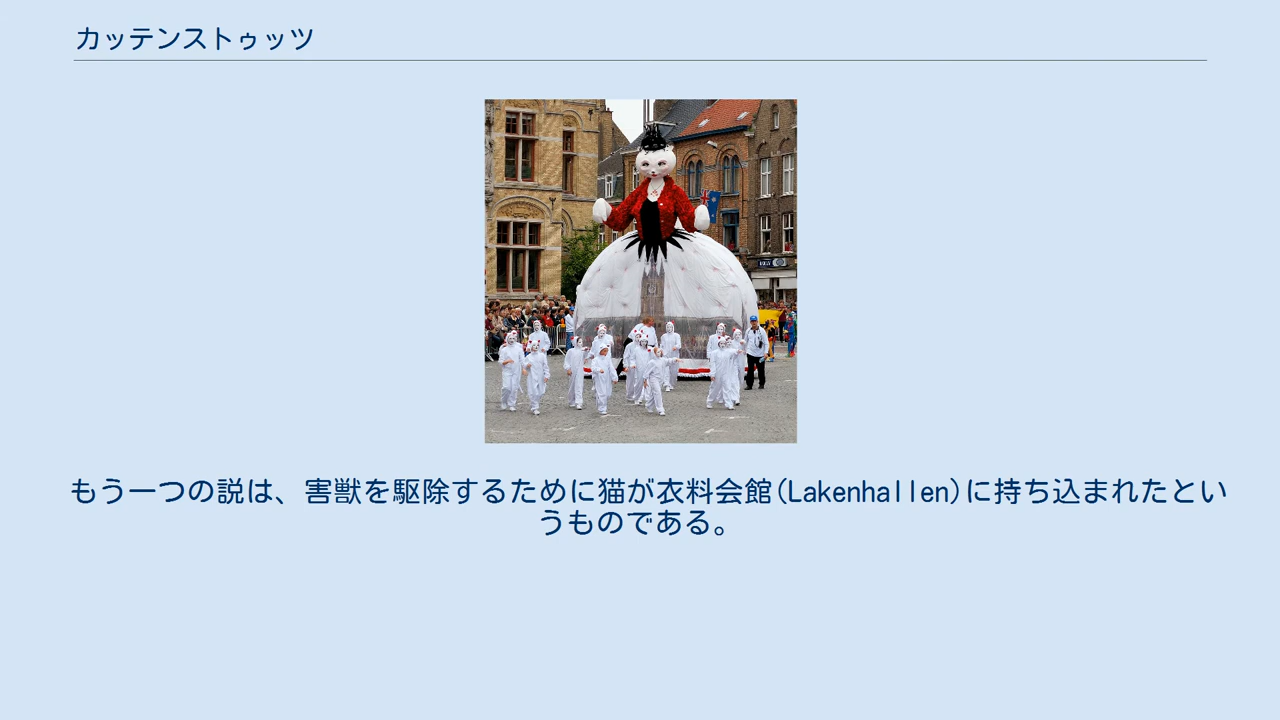 カッテンストゥッツ
もう一つの説は、害獣を駆除するために猫が衣料会館(Lakenhallen)に持ち込まれたとい
うものである。